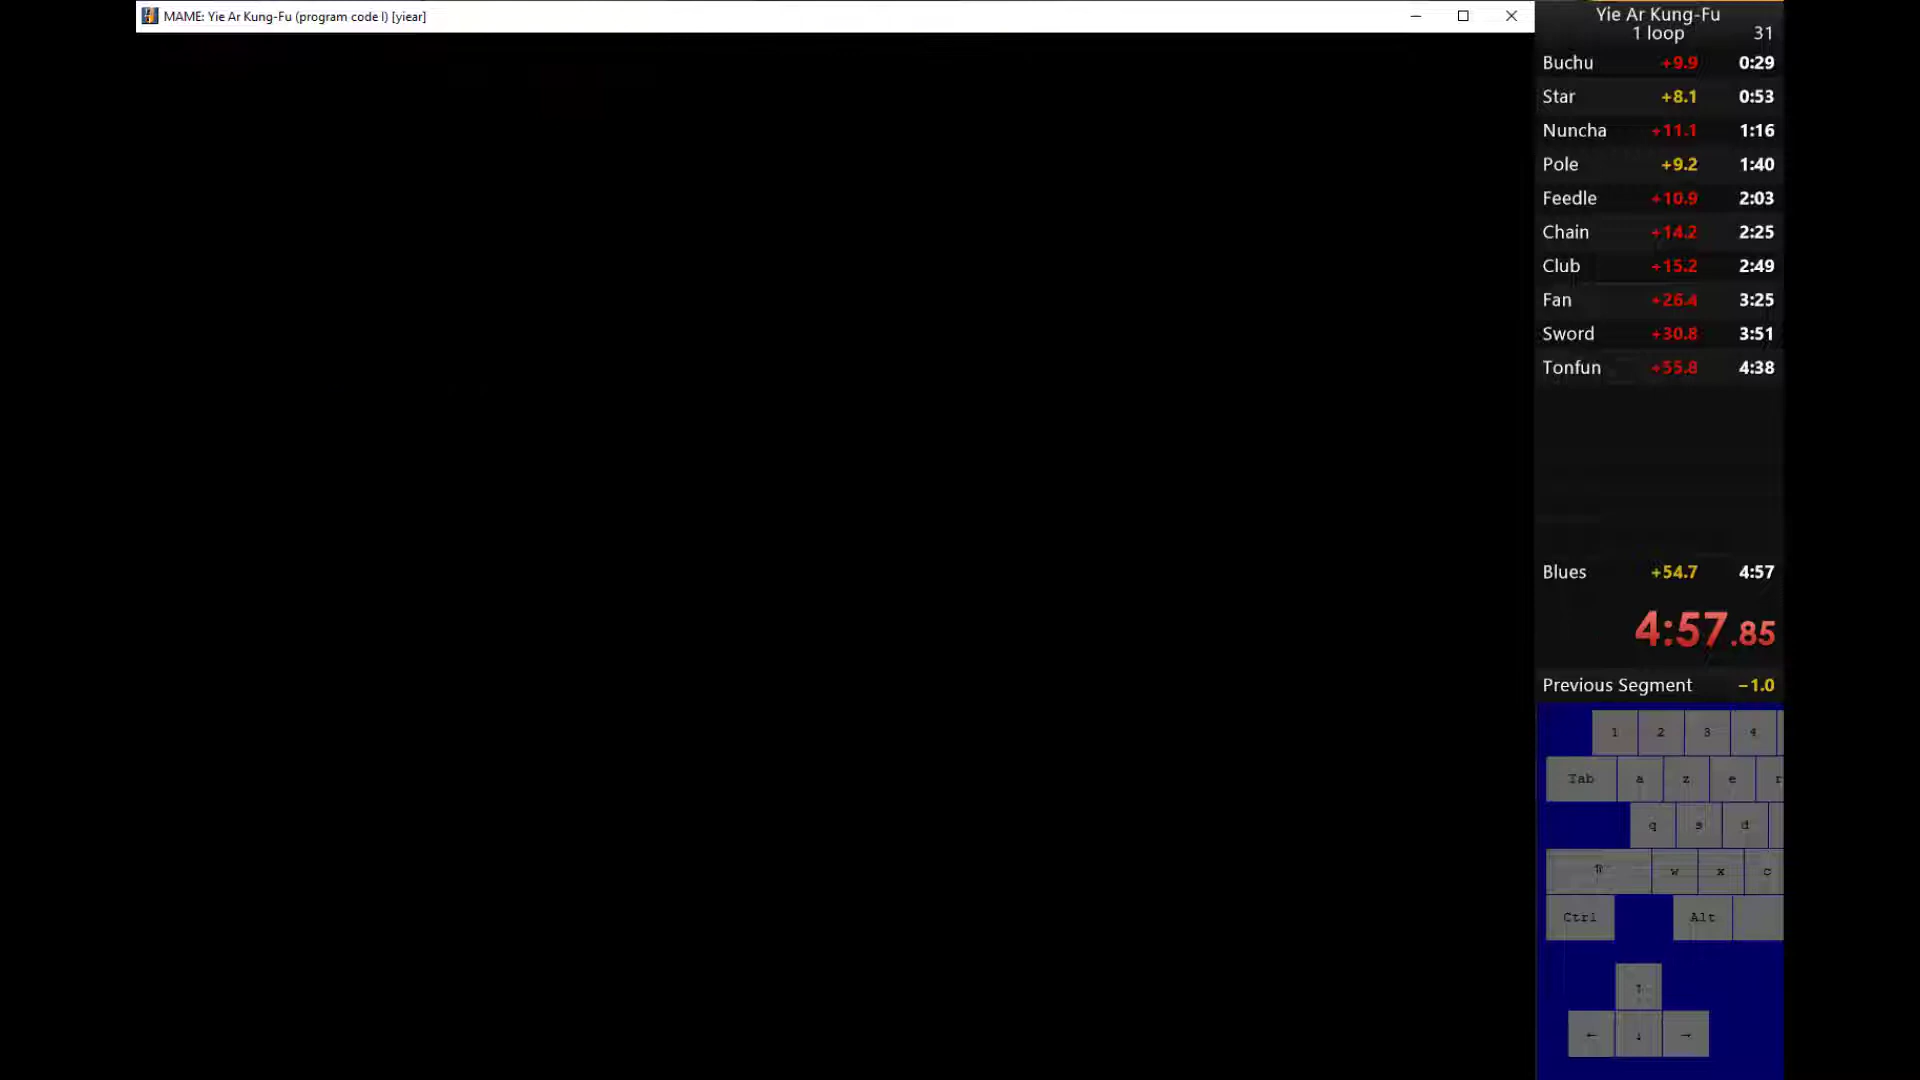 MAME: Yie Ar Kung-Fu (program code I) [yiear]
Yie Ar Kung-Fu
1 loop 31
Buchu +9.9 0:29
Star +8.1 0:53
Nuncha +11.1 1:16
Pole +9.2 1:40
Feedle +10.9 2:03
Chain +14.2 2:25
Club +15.2 2:49
Fan +26.4 3:25
Sword +30.8 3:51
Tonfun +55.8 4:38
Blues +54.7 4:57
4:57.85
Previous Segment −1.0
1 2 3 4
Tab a z e r
q s d
⇑ w x c
Ctrl Alt
↑
← ↓ →